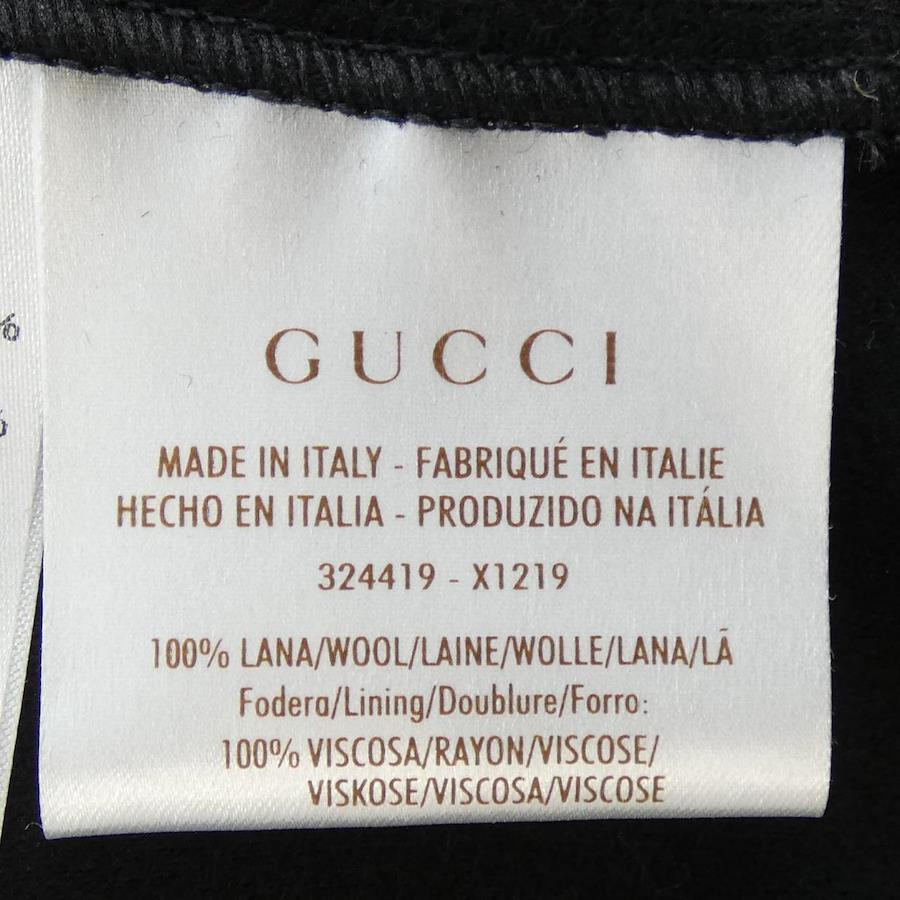 GUCCI
MADE IN ITALY - FABRIQUÉ EN ITALIE
HECHO EN ITALIA - PRODUZIDO NA ITÁLIA
324419 - X1219
100% LANA/WOOL/LAINE/WOLLE/LANA/LÃ
Fodera/Lining/Doublure/Forro:
100% VISCOSA/RAYON/VISCOSE/
VISKOSE/VISCOSA/VISCOSE
%